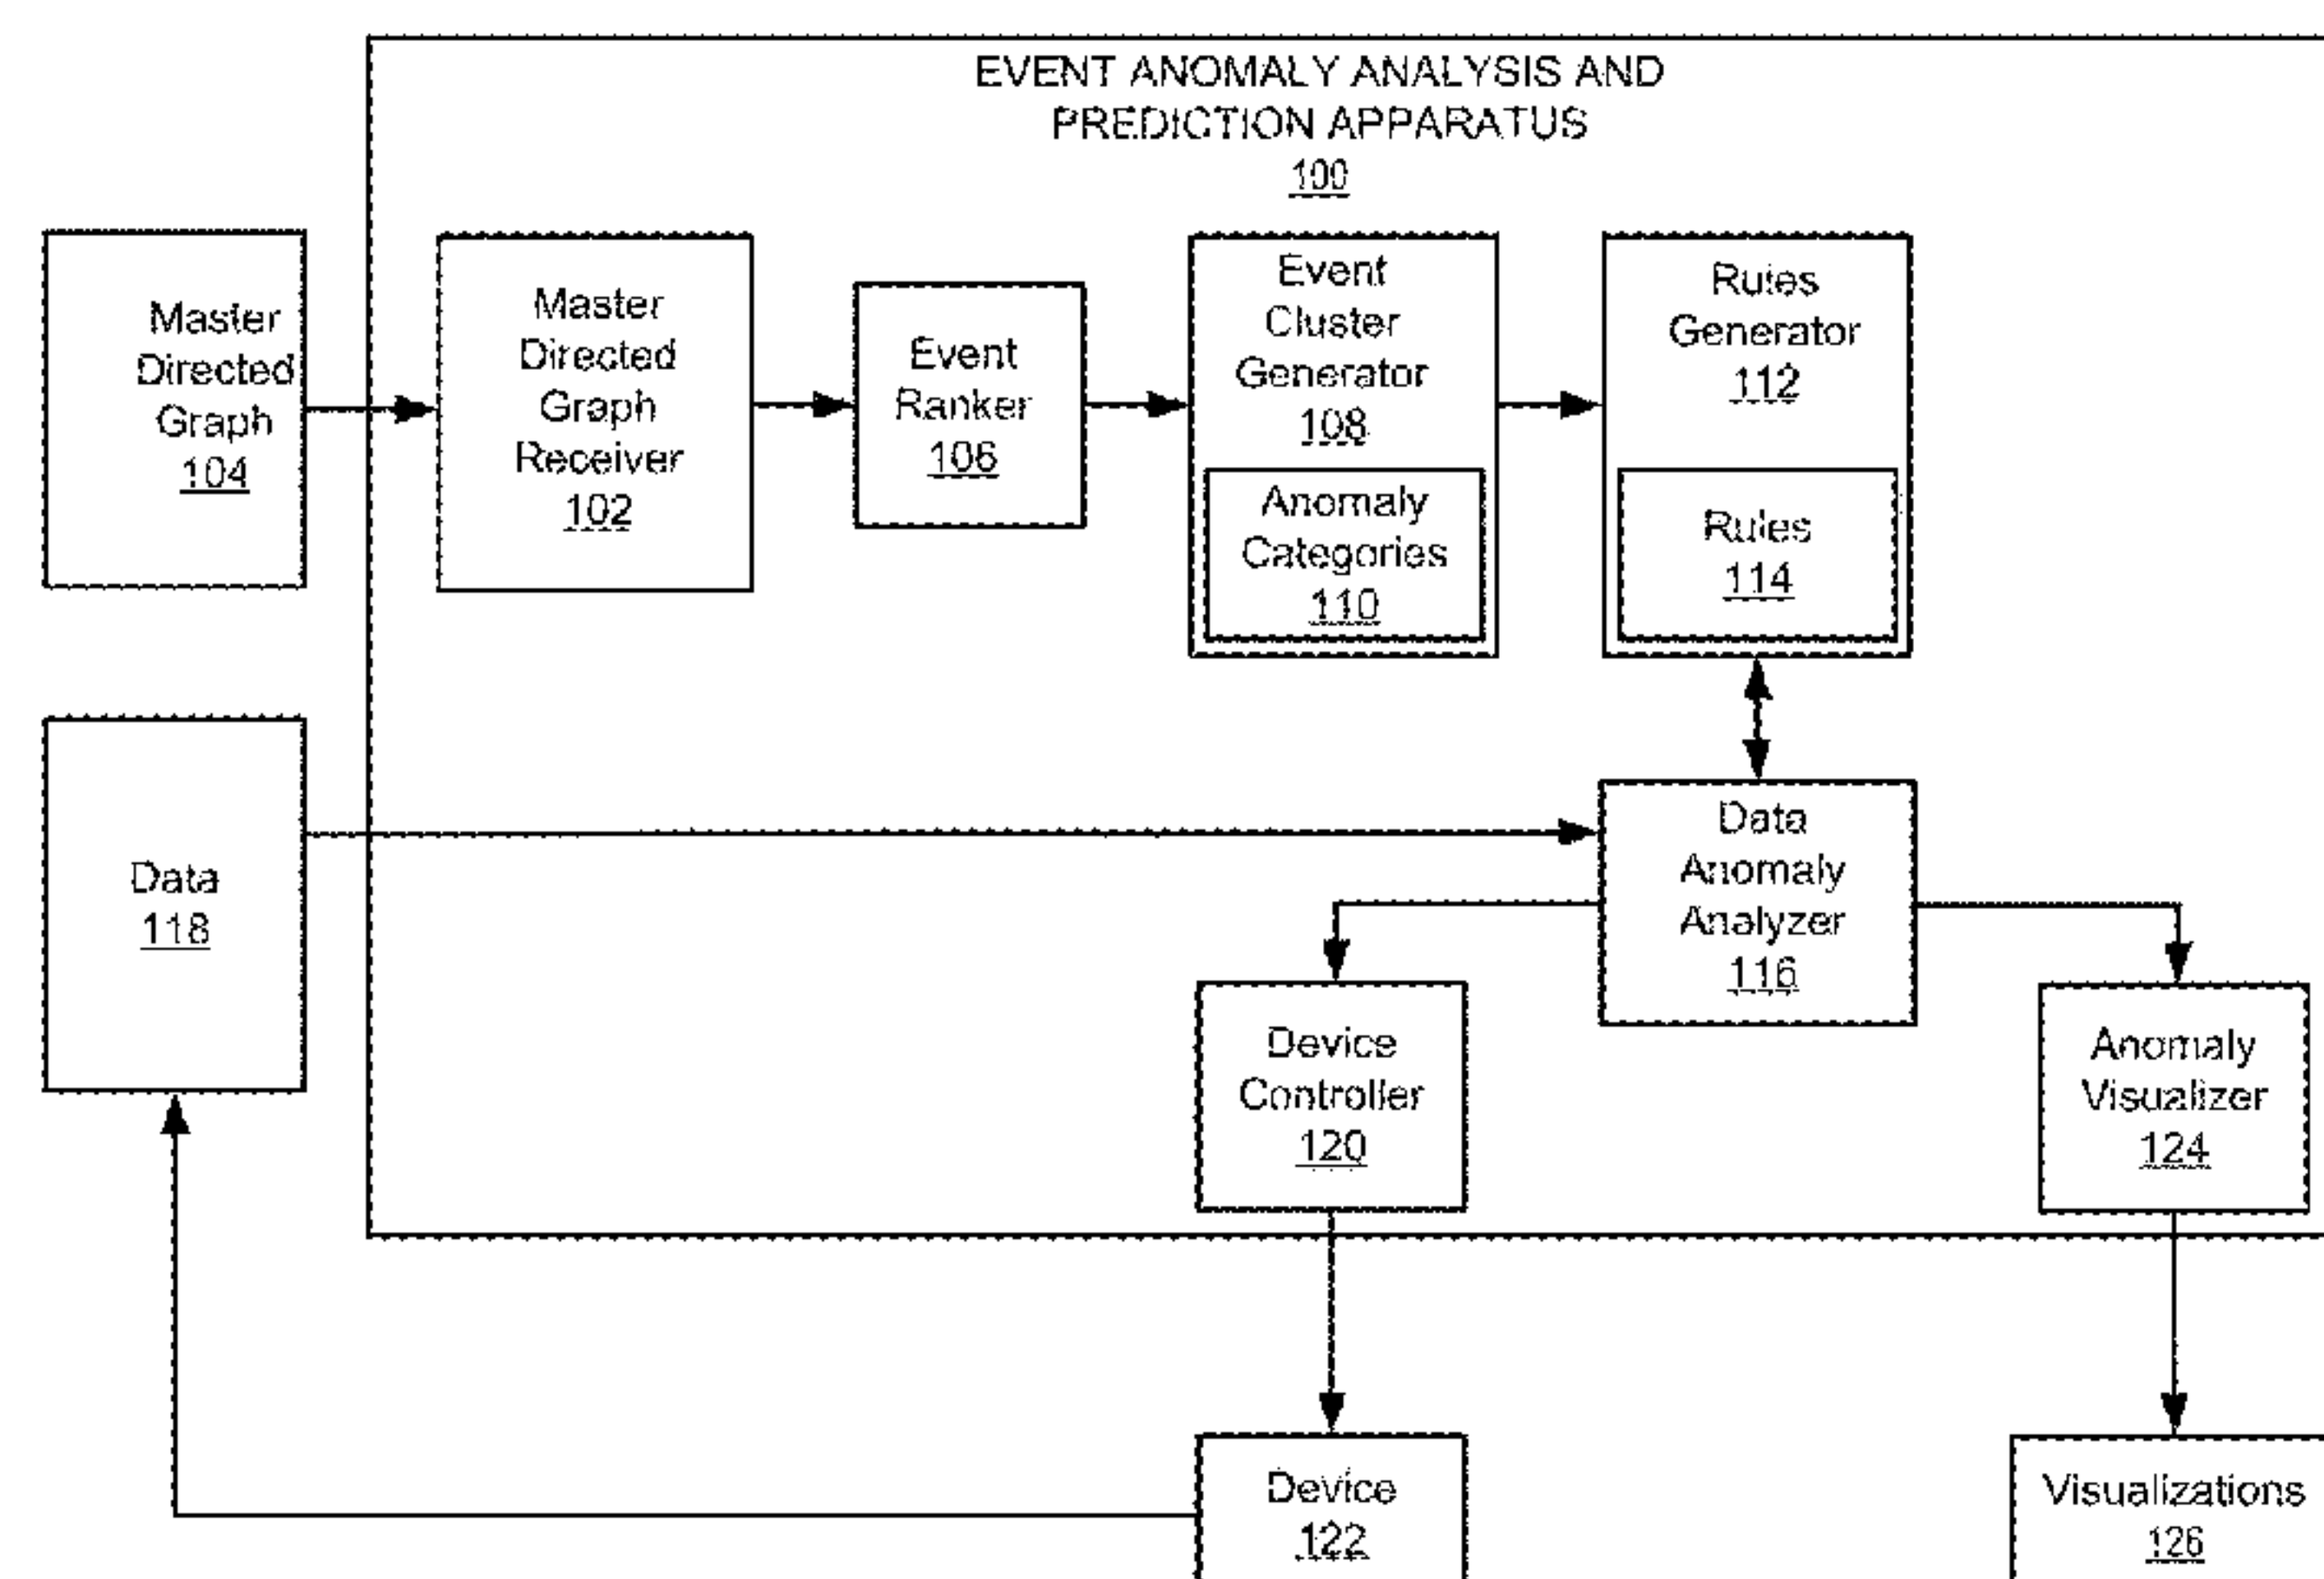 EVENT ANOMALY ANALYSIS AND
PREDICTION APPARATUS
100
Master
Directed
Graph
104
Master
Directed
Graph
Receiver
102
Event
Ranker
106
Event
Cluster
Generator
108
Anomaly
Categories
110
Rules
Generator
112
Rules
114
Data
118
Data
Anomaly
Analyzer
116
Device
Controller
120
Anomaly
Visualizer
124
Device
122
Visualizations
126